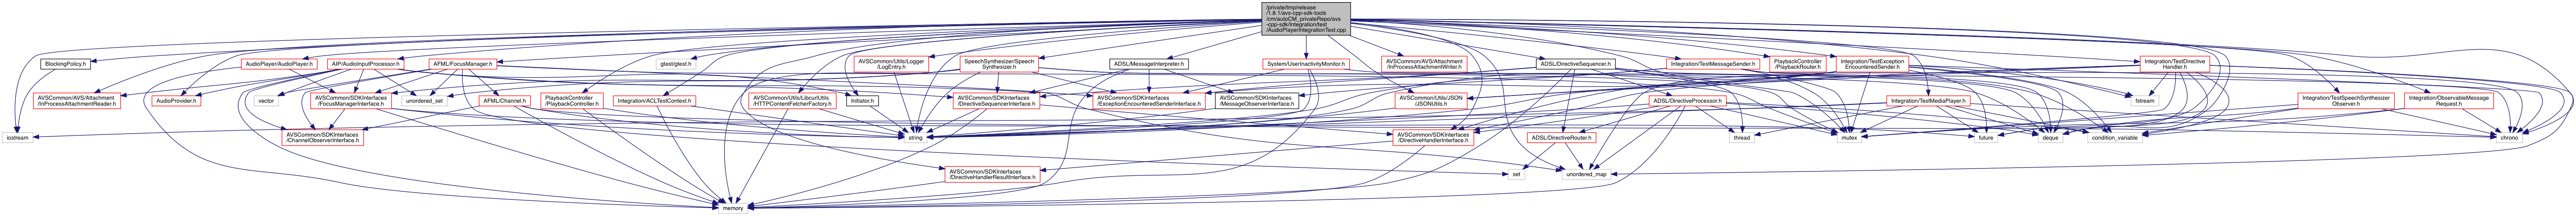 /private/tmp/release
/1.8.1/avs-cpp-sdk-tools
/cm/autoCM_privateRepo/avs
-cpp-sdk/Integration/test
/AudioPlayerIntegrationTest.cpp
BlockingPolicy.h
AudioPlayer/AudioPlayer.h
AIP/AudioInputProcessor.h
AFML/FocusManager.h
gtest/gtest.h
AVSCommon/Utils/Logger
/LogEntry.h
SpeechSynthesizer/Speech
Synthesizer.h
ADSL/MessageInterpreter.h
System/UserInactivityMonitor.h
AVSCommon/AVS/Attachment
/InProcessAttachmentWriter.h
ADSL/DirectiveSequencer.h
Integration/TestMessageSender.h
PlaybackController
/PlaybackRouter.h
Integration/TestException
EncounteredSender.h
Integration/TestDirective
Handler.h
AVSCommon/AVS/Attachment
/InProcessAttachmentReader.h
AudioProvider.h
vector
AVSCommon/SDKInterfaces
/FocusManagerInterface.h
unordered_set
AFML/Channel.h
PlaybackController
/PlaybackController.h
Integration/ACLTestContext.h
AVSCommon/Utils/LibcurlUtils
/HTTPContentFetcherFactory.h
Initiator.h
AVSCommon/SDKInterfaces
/DirectiveSequencerInterface.h
AVSCommon/SDKInterfaces
/ExceptionEncounteredSenderInterface.h
AVSCommon/SDKInterfaces
/MessageObserverInterface.h
AVSCommon/Utils/JSON
/JSONUtils.h
ADSL/DirectiveProcessor.h
Integration/TestMediaPlayer.h
fstream
Integration/TestSpeechSynthesizer
Observer.h
Integration/ObservableMessage
Request.h
iostream
AVSCommon/SDKInterfaces
/ChannelObserverInterface.h
string
AVSCommon/SDKInterfaces
/DirectiveHandlerInterface.h
ADSL/DirectiveRouter.h
thread
mutex
future
deque
condition_variable
chrono
AVSCommon/SDKInterfaces
/DirectiveHandlerResultInterface.h
set
unordered_map
memory